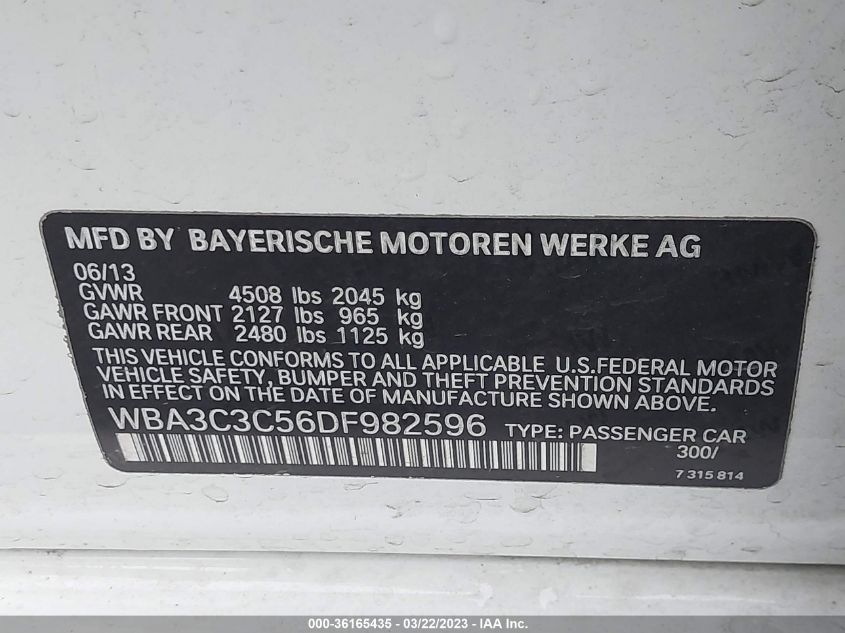 MFD BY BAYERISCHE MOTOREN WERKE AG
06/13
GVWR 4508 lbs 2045 kg
GAWR FRONT 2127 lbs 965 kg
GAWR REAR 2480 lbs 1125 kg
THIS VEHICLE CONFORMS TO ALL APPLICABLE U.S.FEDERAL MOTOR
VEHICLE SAFETY, BUMPER AND THEFT PREVENTION STANDARDS
IN EFFECT ON THE DATE OF MANUFACTURE SHOWN ABOVE.
WBA3C3C56DF982596 TYPE: PASSENGER CAR
300/
7 315 814
000-36165435 - 03/22/2023 - IAA Inc.